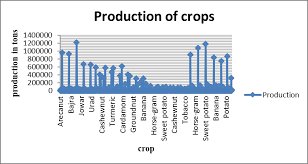 Production of crops
production in tons
1400000
1200000
1000000
800000
600000
400000
200000
0
Arecanut
Bajra
Jowar
Urad
Cashewnut
Turmeric
Cardamom
Groundnut
Banana
Horse-gram
Sweet potato
Cashewnut
Tobacco
Horse-gram
Sweet potato
Banana
Potato
Production
crop